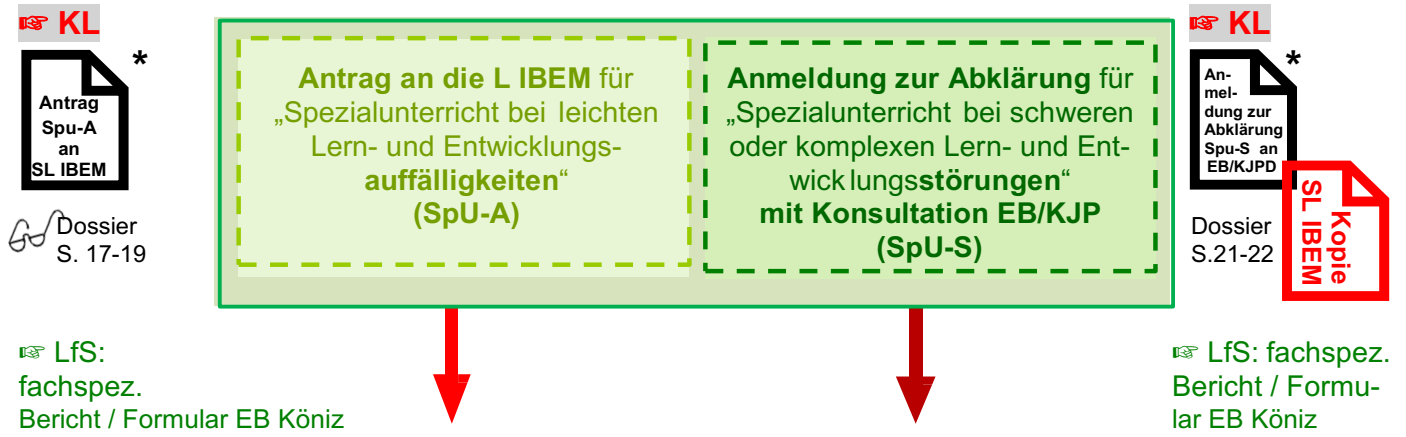 ☞ KL
*
Antrag
Spu-A
an
SL IBEM
Dossier
S. 17-19
☞ LfS:
fachspez.
Bericht / Formular EB Köniz
Antrag an die L IBEM für
„Spezialunterricht bei leichten
Lern- und Entwicklungs-
auffälligkeiten“
(SpU-A)
Anmeldung zur Abklärung für
„Spezialunterricht bei schweren
oder komplexen Lern- und Ent-
wicklungsstörungen“
mit Konsultation EB/KJP
(SpU-S)
☞ KL
*
An-
mel-
dung zur
Abklärung
Spu-S an
EB/KJPD
Kopie
SL IBEM
Dossier
S.21-22
☞ LfS: fachspez.
Bericht / Formu-
lar EB Köniz